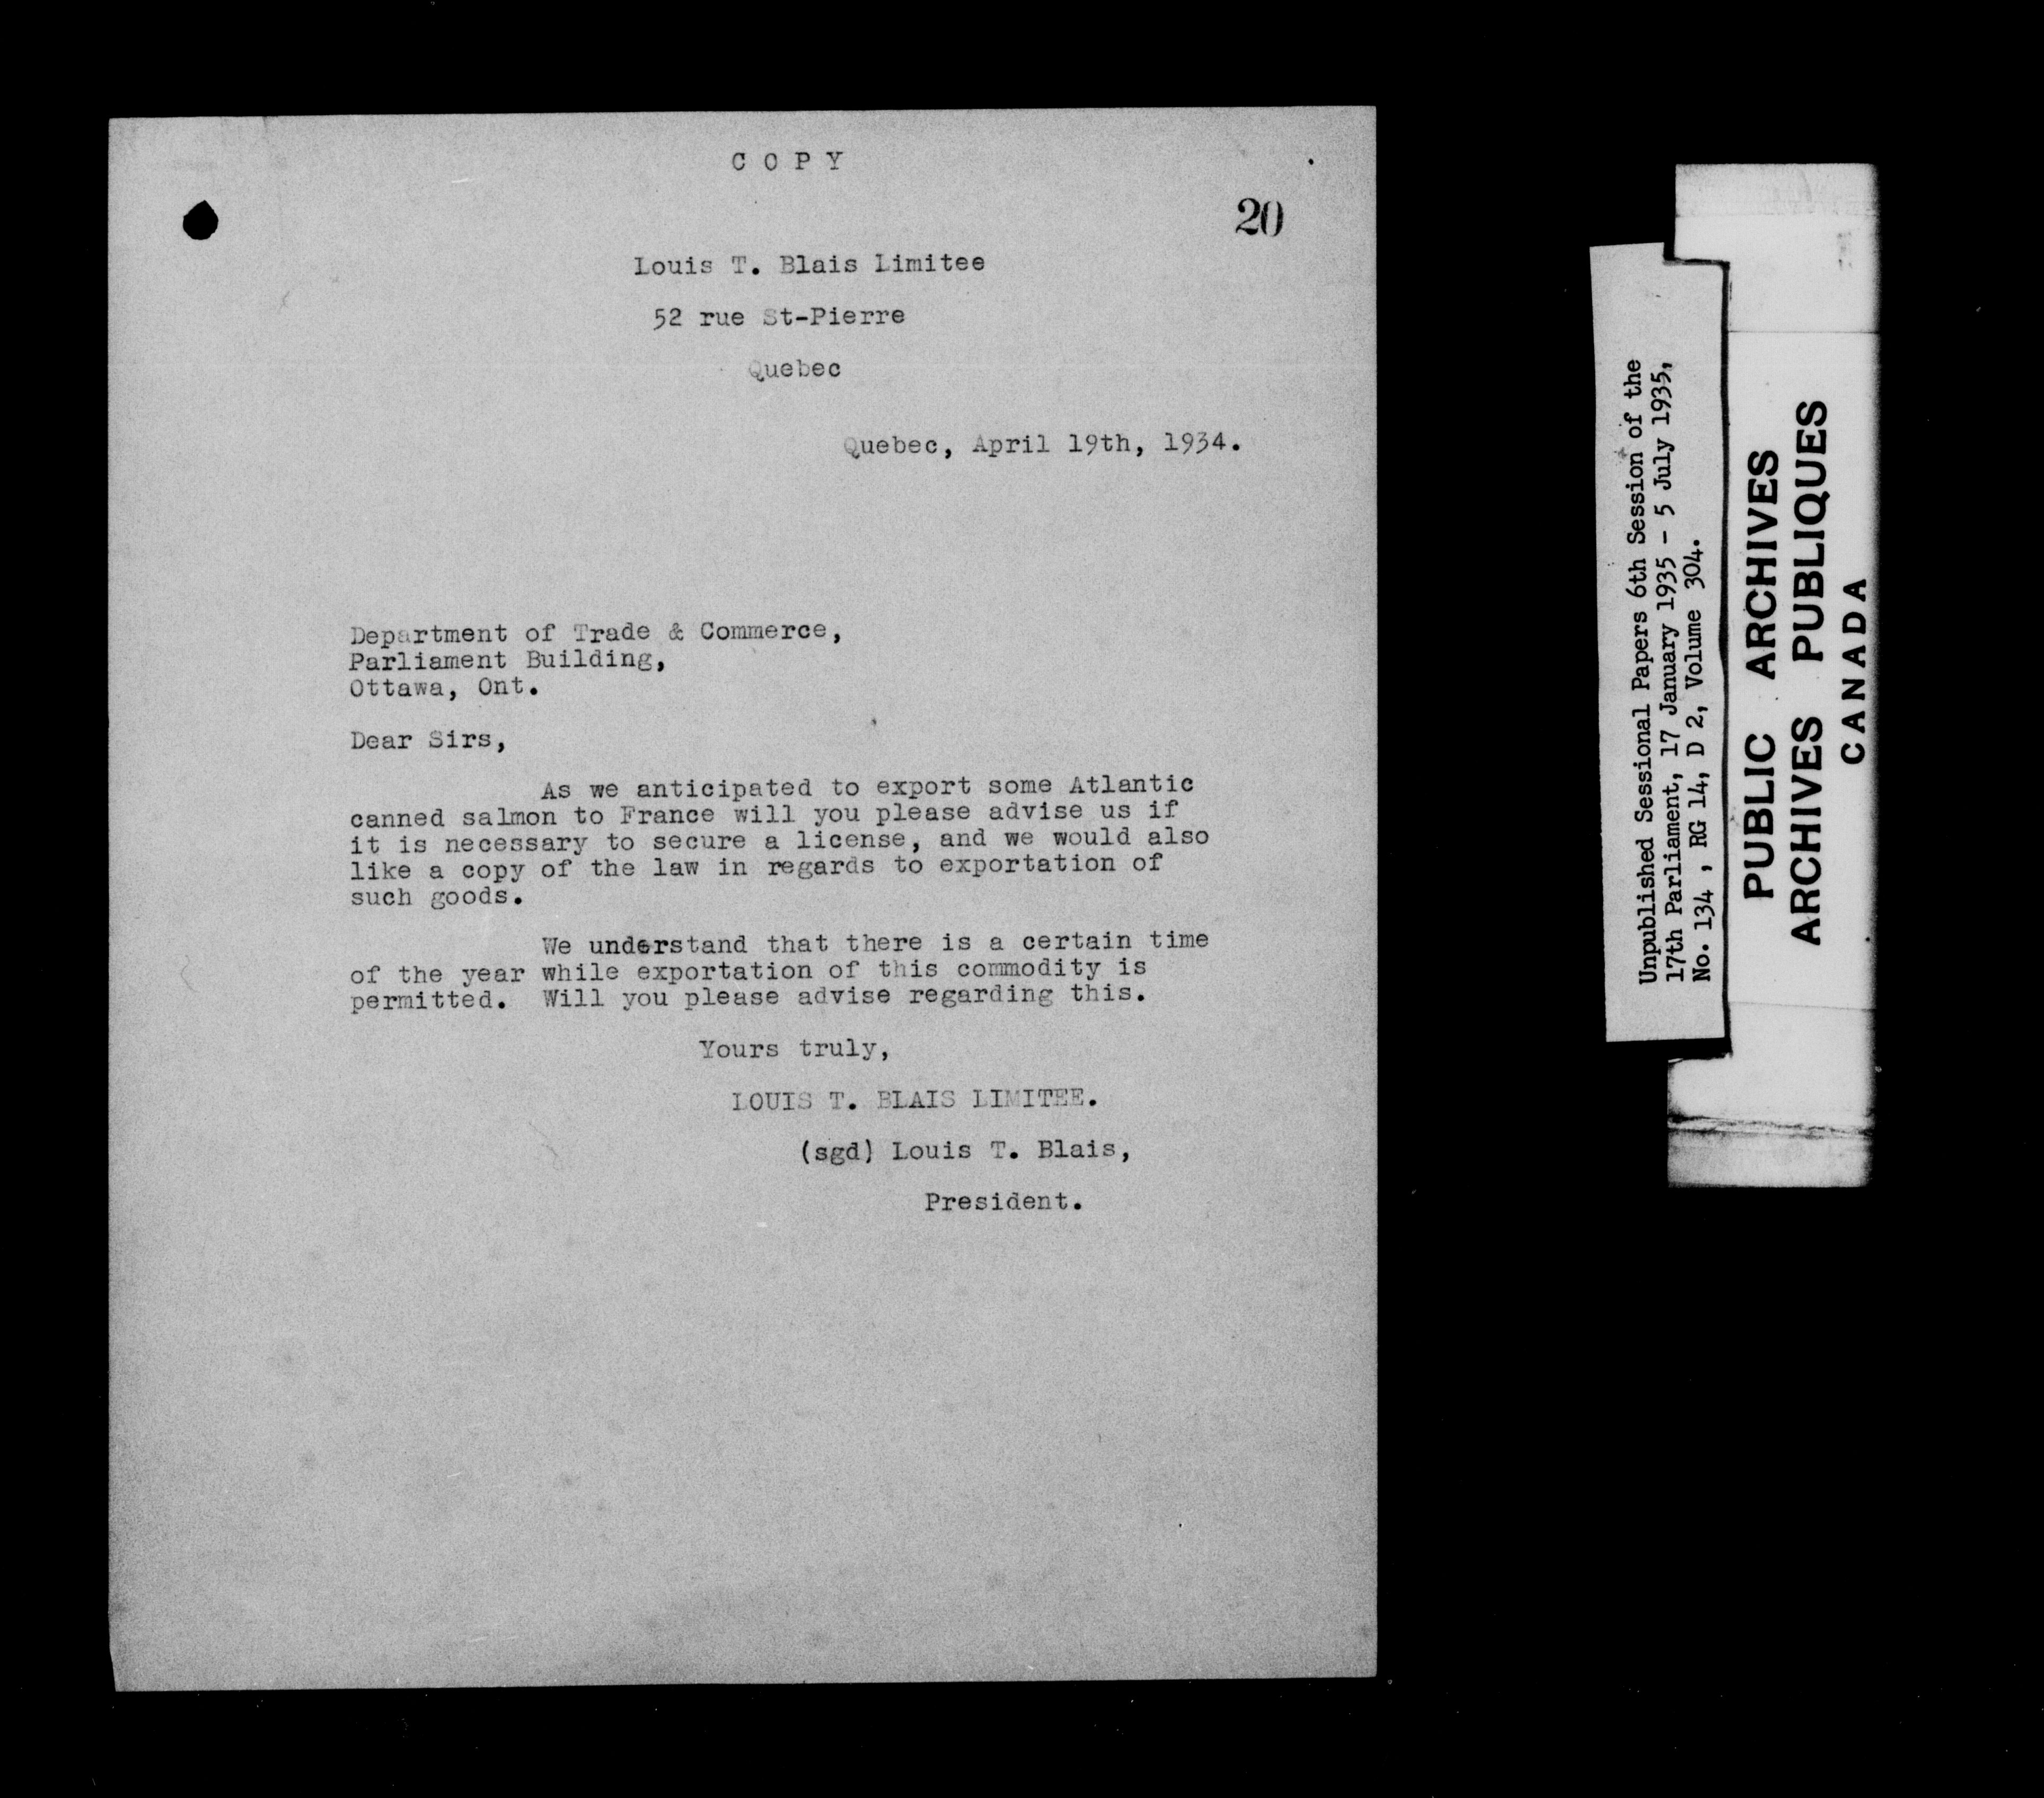 COPY
20
Louis T. Blais Limitee
52 rue St-Pierre
Quebec
Quebec, April 19th, 1934.
Department of Trade & Commerce,
Parliament Building,
Ottawa, Ont.
Dear Sirs,
As we anticipated to export some Atlantic
canned salmon to France will you please advise us if
it is necessary to secure a license, and we would also
like a copy of the law in regards to exportation of
such goods.
We understand that there is a certain time
of the year while exportation of this commodity is
permitted. Will you please advise regarding this.
Yours truly,
LOUIS T. BLAIS LIMITEE.
(sgd) Louis T. Blais,
President.
Unpublished Sessional Papers 6th Session of the
17th Parliament, 17 January 1935 - 5 July 1935,
No. 134 , RG 14, D 2, Volume 304.
PUBLIC ARCHIVES
ARCHIVES PUBLIQUES
CANADA